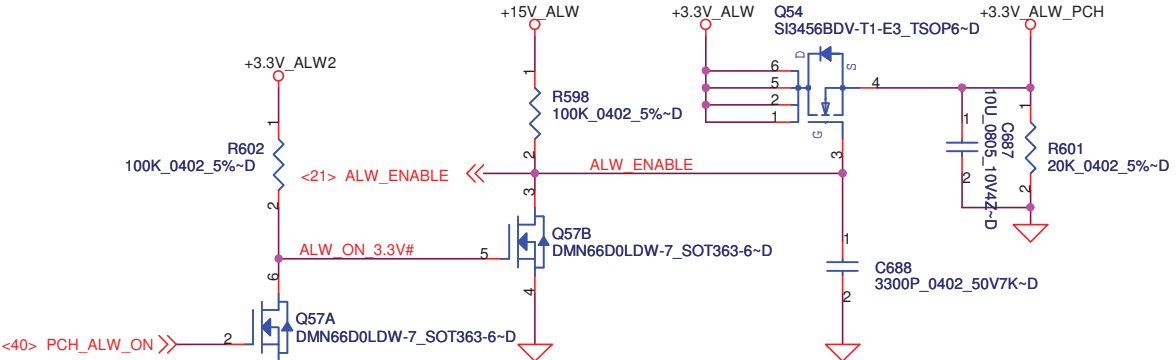 +15V_ALW
+3.3V_ALW
Q54
SI3456BDV-T1-E3_TSOP6~D
+3.3V_ALW_PCH
+3.3V_ALW2
1
R598
100K_0402_5%~D
2
D
S
G
6
5
2
1
4
3
1
10U_0805_10V4Z~D
C687
2
1
R601
20K_0402_5%~D
2
1
R602
100K_0402_5%~D
2
<21> ALW_ENABLE
ALW_ENABLE
3
Q57B
DMN66D0LDW-7_SOT363-6~D
ALW_ON_3.3V#
5
4
1
C688
3300P_0402_50V7K~D
2
6
Q57A
DMN66D0LDW-7_SOT363-6~D
<40> PCH_ALW_ON
2